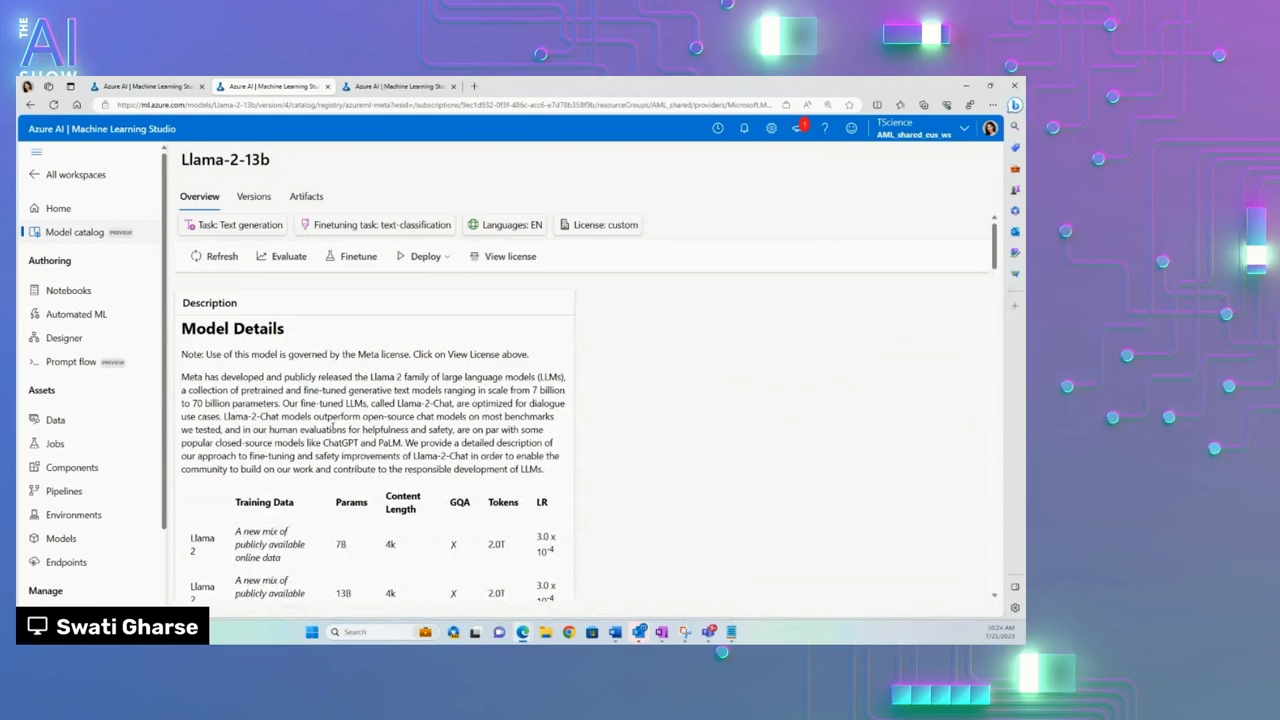 THE
AI
SHOW
Azure AI | Machine Learning Stu
Azure AI | Machine Learning Stu
Azure AI | Machine Learning Stu
Azure AI | Machine Learning Studio
TScience
AML_shared_eus_ws
1
All workspaces
Home
Model catalog PREVIEW
Authoring
Notebooks
Automated ML
Designer
Prompt flow PREVIEW
Assets
Data
Jobs
Components
Pipelines
Environments
Models
Endpoints
Manage
Llama-2-13b
Overview Versions Artifacts
Task: Text generation Finetuning task: text-classification Languages: EN License: custom
Refresh Evaluate Finetune Deploy View license
Description
Model Details
Note: Use of this model is governed by the Meta license. Click on View License above.
Meta has developed and publicly released the Llama 2 family of large language models (LLMs),
a collection of pretrained and fine-tuned generative text models ranging in scale from 7 billion
to 70 billion parameters. Our fine-tuned LLMs, called Llama-2-Chat, are optimized for dialogue
use cases. Llama-2-Chat models outperform open-source chat models on most benchmarks
we tested, and in our human evaluations for helpfulness and safety, are on par with some
popular closed-source models like ChatGPT and PaLM. We provide a detailed description of
our approach to fine-tuning and safety improvements of Llama-2-Chat in order to enable the
community to build on our work and contribute to the responsible development of LLMs.
Training Data Params Content Length GQA Tokens LR
Llama 2 A new mix of publicly available online data 7B 4k X 2.0T 3.0 x 10-4
Llama 2 A new mix of publicly available 13B 4k X 2.0T 3.0 x 10-4
Swati Gharse
Search
10:24 AM
7/25/2023